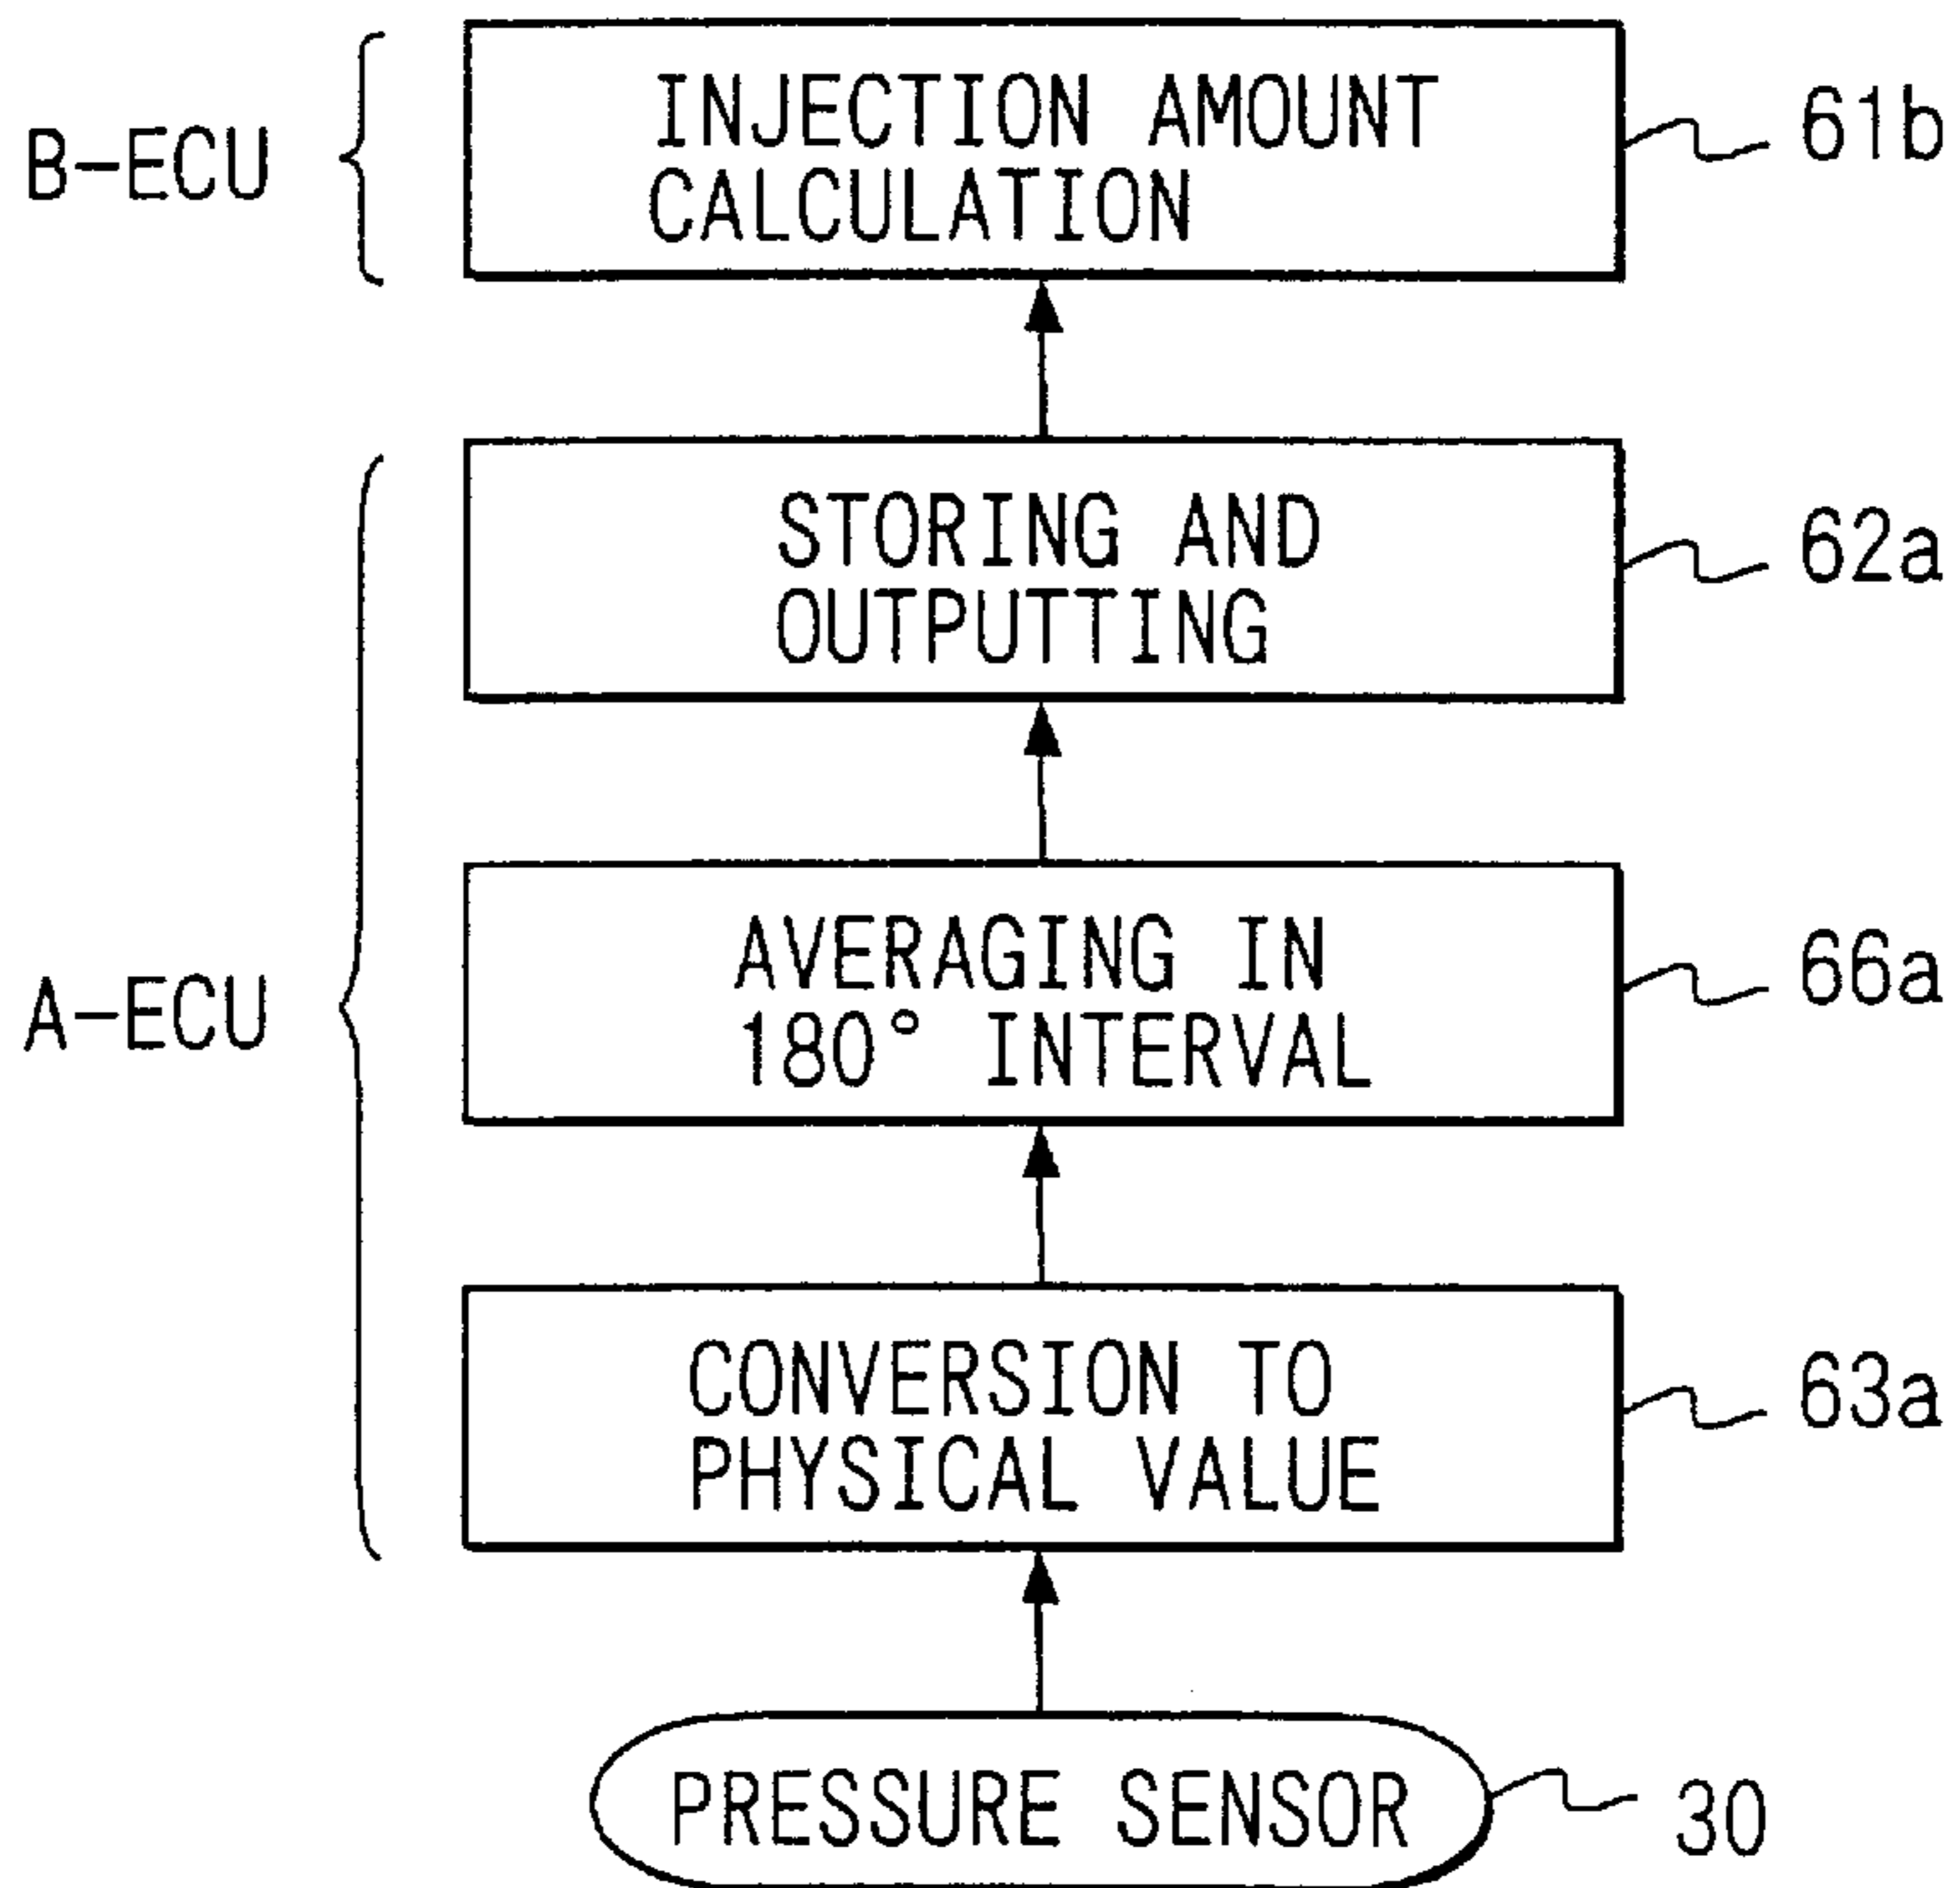 INJECTION AMOUNT
CALCULATION
61b
B-ECU
STORING AND
OUTPUTTING
62a
AVERAGING IN
180° INTERVAL
66a
A-ECU
CONVERSION TO
PHYSICAL VALUE
63a
PRESSURE SENSOR
30